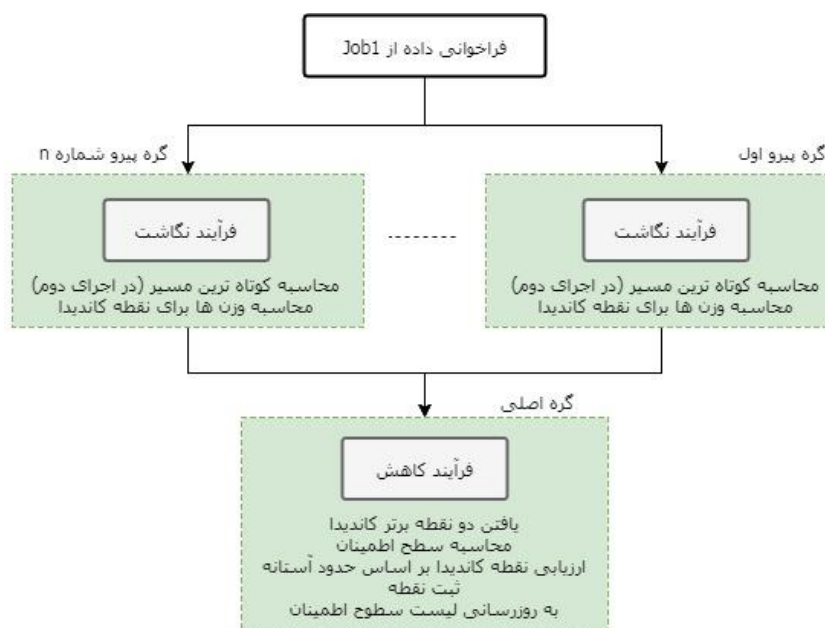 فراخوانی داده از Job1
گره پیرو اول
گره پیرو شماره n
فرآیند نگاشت
محاسبه کوتاه ترین مسیر (در اجرای دوم)
محاسبه وزن ها برای نقطه کاندیدا
فرآیند نگاشت
محاسبه کوتاه ترین مسیر (در اجرای دوم)
محاسبه وزن ها برای نقطه کاندیدا
گره اصلی
فرآیند کاهش
یافتن دو نقطه برتر کاندیدا
محاسبه سطح اطمینان
ارزیابی نقطه کاندیدا بر اساس حدود آستانه
ثبت نقطه
به روزرسانی لیست سطوح اطمینان